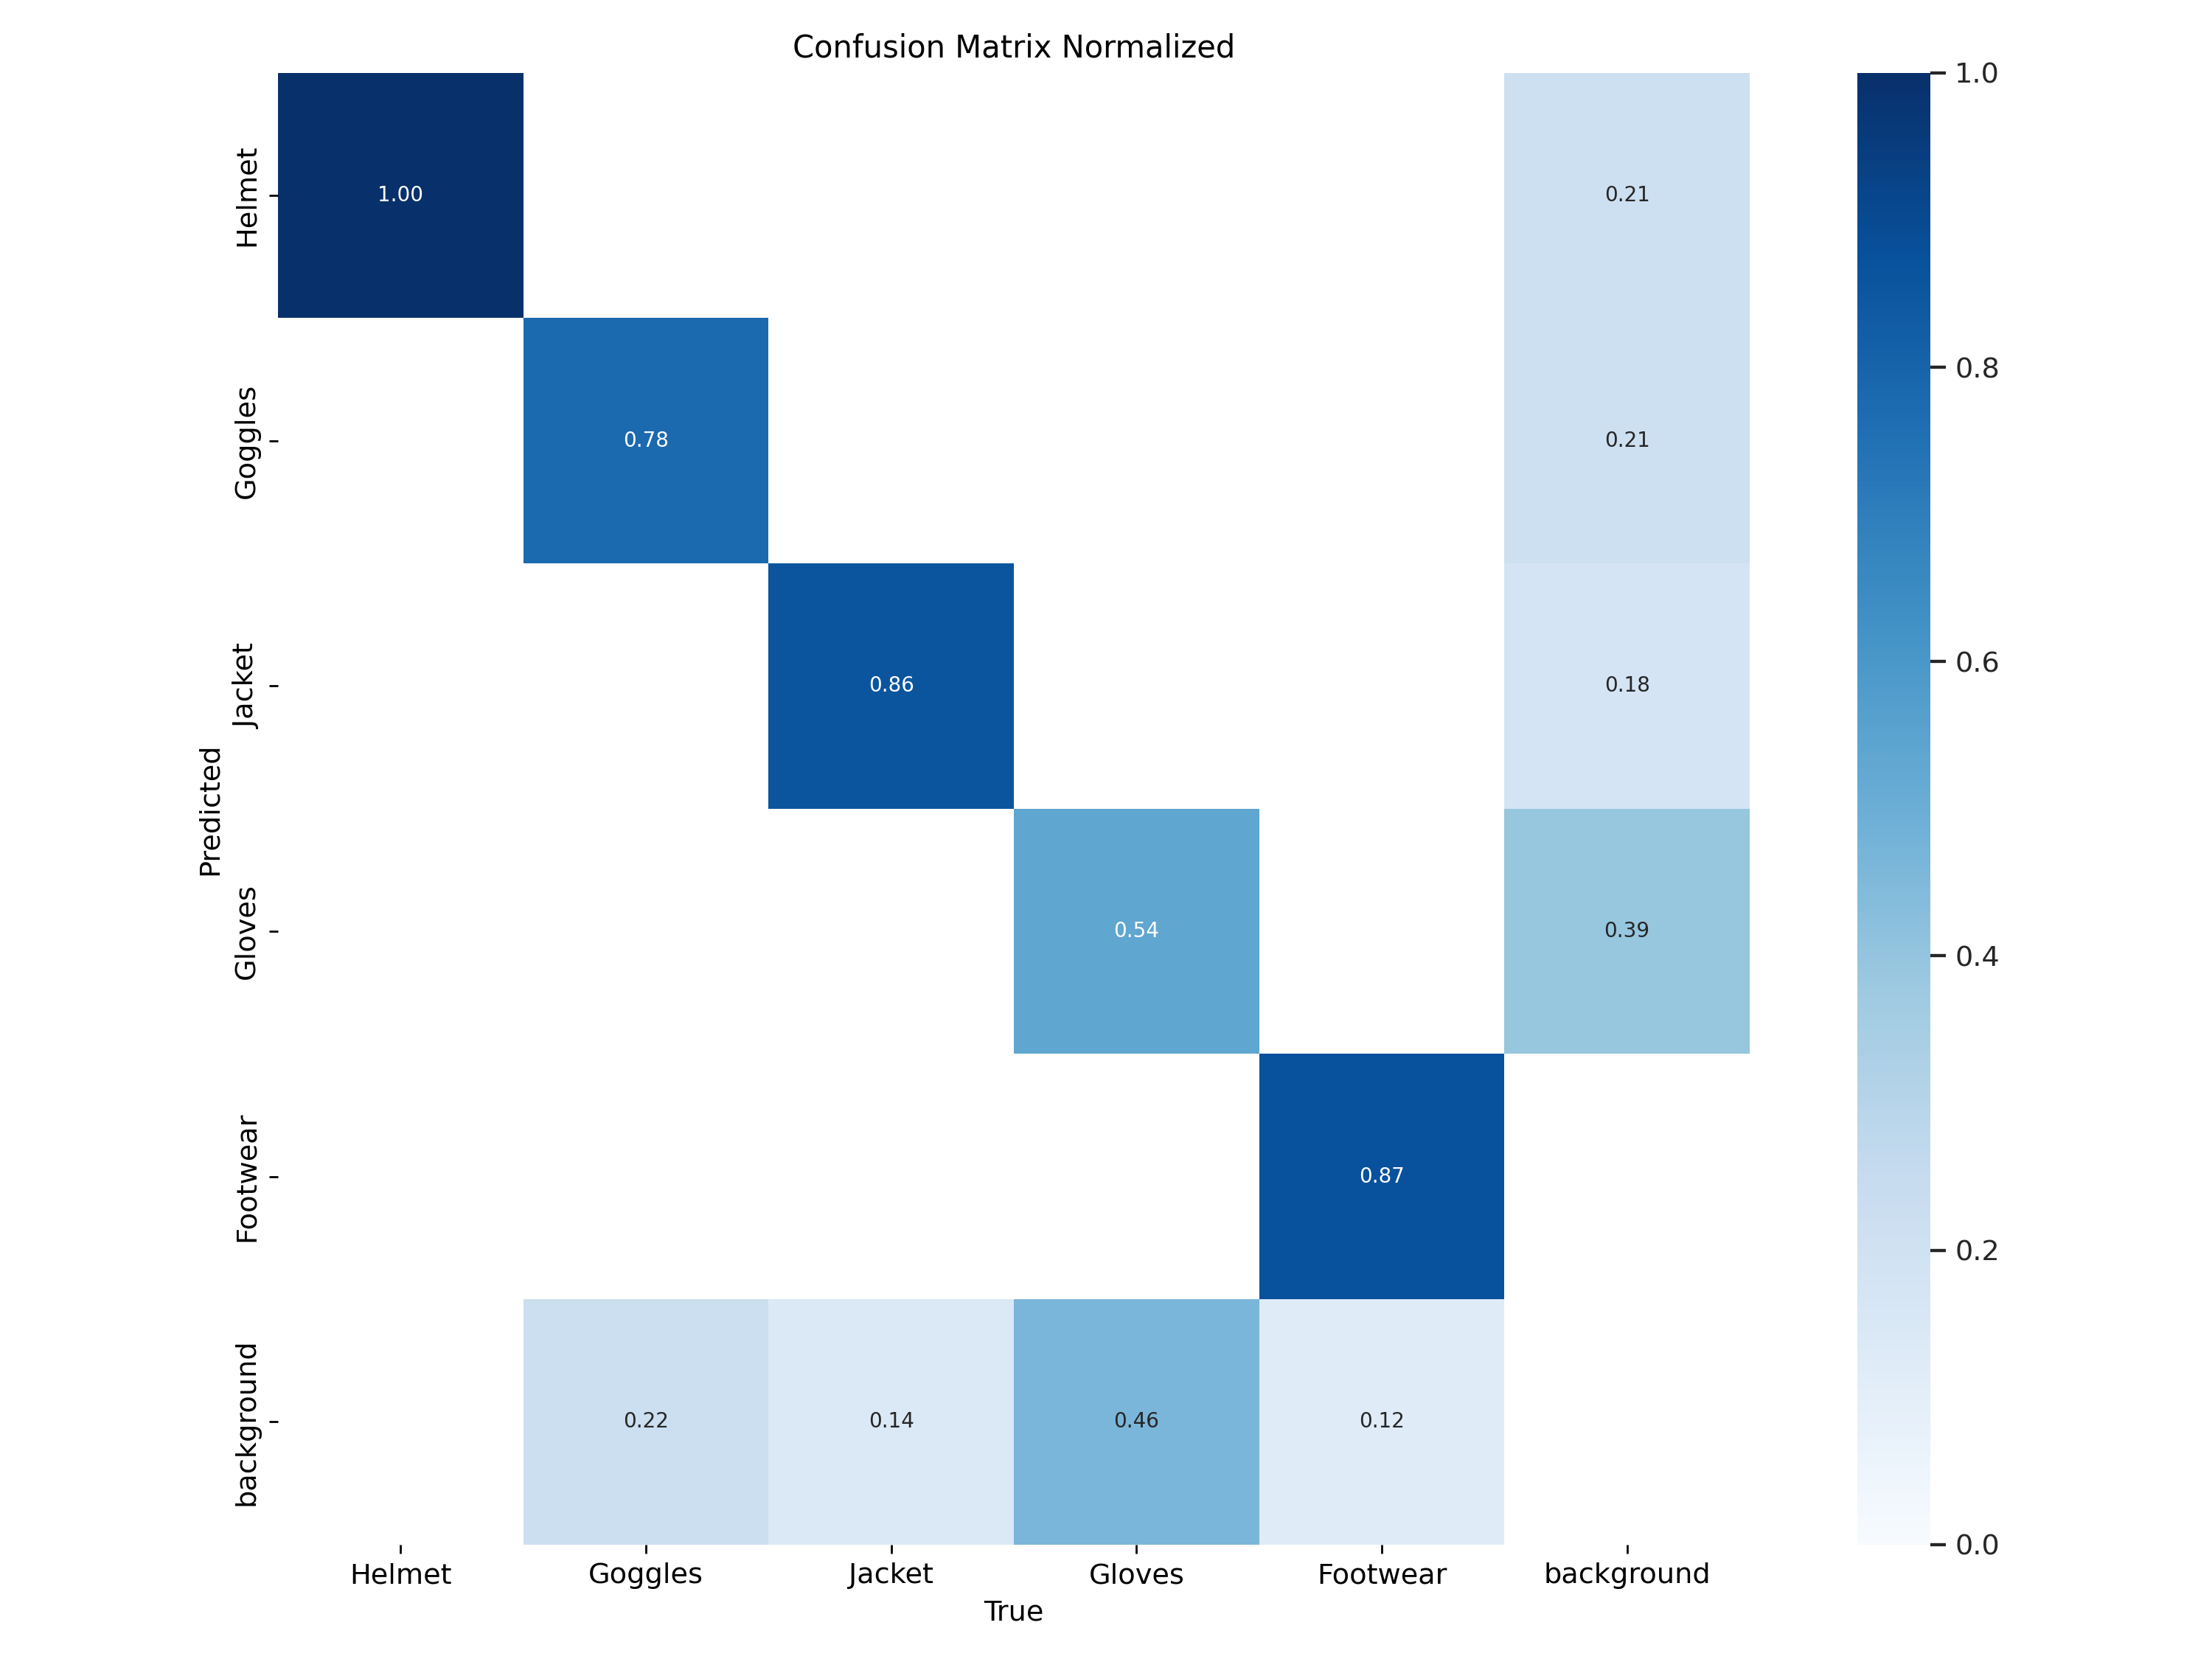 Confusion Matrix Normalized
Helmet
1.00
0.21
1.0
Goggles
0.78
0.21
0.8
Jacket
0.86
0.18
0.6
Predicted
Gloves
0.54
0.39
0.4
Footwear
0.87
0.2
background
0.22
0.14
0.46
0.12
0.0
Helmet
Goggles
Jacket
Gloves
Footwear
background
True